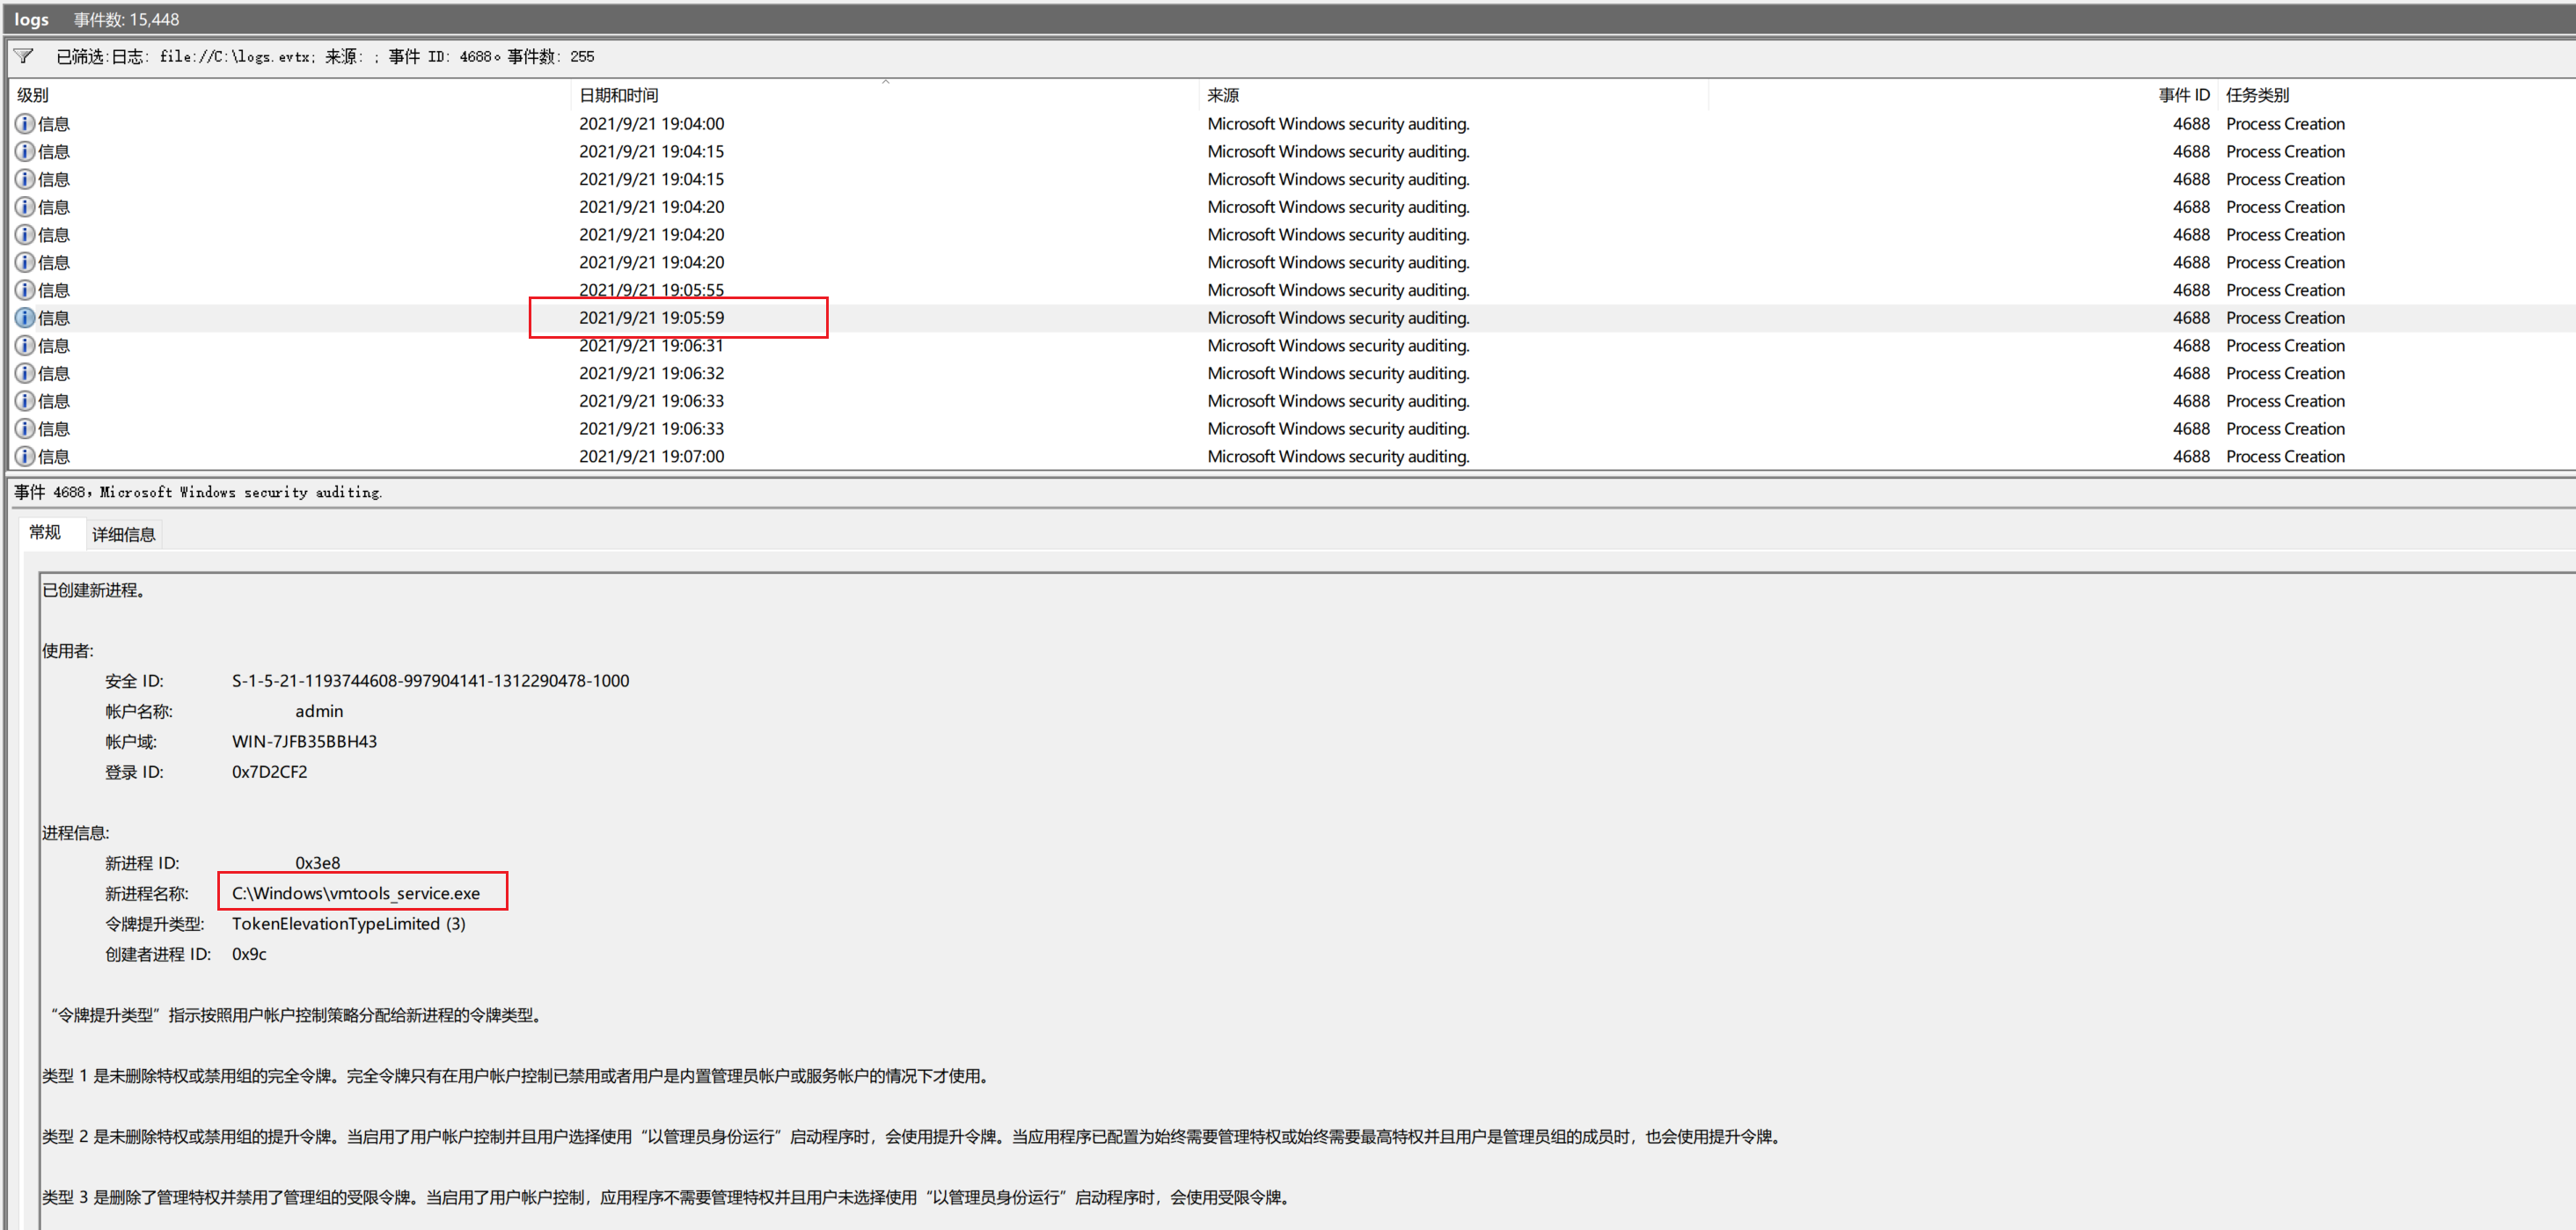 logs 事件数: 15,448
已筛选:日志: file://C:\logs.evtx; 来源: ; 事件 ID: 4688。事件数: 255
级别 日期和时间 来源 事件 ID 任务类别
信息 2021/9/21 19:04:00 Microsoft Windows security auditing. 4688 Process Creation
信息 2021/9/21 19:04:15 Microsoft Windows security auditing. 4688 Process Creation
信息 2021/9/21 19:04:15 Microsoft Windows security auditing. 4688 Process Creation
信息 2021/9/21 19:04:20 Microsoft Windows security auditing. 4688 Process Creation
信息 2021/9/21 19:04:20 Microsoft Windows security auditing. 4688 Process Creation
信息 2021/9/21 19:04:20 Microsoft Windows security auditing. 4688 Process Creation
信息 2021/9/21 19:05:55 Microsoft Windows security auditing. 4688 Process Creation
信息 2021/9/21 19:05:59 Microsoft Windows security auditing. 4688 Process Creation
信息 2021/9/21 19:06:31 Microsoft Windows security auditing. 4688 Process Creation
信息 2021/9/21 19:06:32 Microsoft Windows security auditing. 4688 Process Creation
信息 2021/9/21 19:06:33 Microsoft Windows security auditing. 4688 Process Creation
信息 2021/9/21 19:06:33 Microsoft Windows security auditing. 4688 Process Creation
信息 2021/9/21 19:07:00 Microsoft Windows security auditing. 4688 Process Creation
事件 4688，Microsoft Windows security auditing.
常规 详细信息
已创建新进程。
使用者:
安全 ID: S-1-5-21-1193744608-997904141-1312290478-1000
帐户名称: admin
帐户域: WIN-7JFB35BBH43
登录 ID: 0x7D2CF2
进程信息:
新进程 ID: 0x3e8
新进程名称: C:\Windows\vmtools_service.exe
令牌提升类型: TokenElevationTypeLimited (3)
创建者进程 ID: 0x9c
“令牌提升类型”指示按照用户帐户控制策略分配给新进程的令牌类型。
类型 1 是未删除特权或禁用组的完全令牌。完全令牌只有在用户帐户控制已禁用或者用户是内置管理员帐户或服务帐户的情况下才使用。
类型 2 是未删除特权或禁用组的提升令牌。当启用了用户帐户控制并且用户选择使用“以管理员身份运行”启动程序时，会使用提升令牌。当应用程序已配置为始终需要管理特权或始终需要最高特权并且用户是管理员组的成员时，也会使用提升令牌。
类型 3 是删除了管理特权并禁用了管理组的受限令牌。当启用了用户帐户控制，应用程序不需要管理特权并且用户未选择使用“以管理员身份运行”启动程序时，会使用受限令牌。